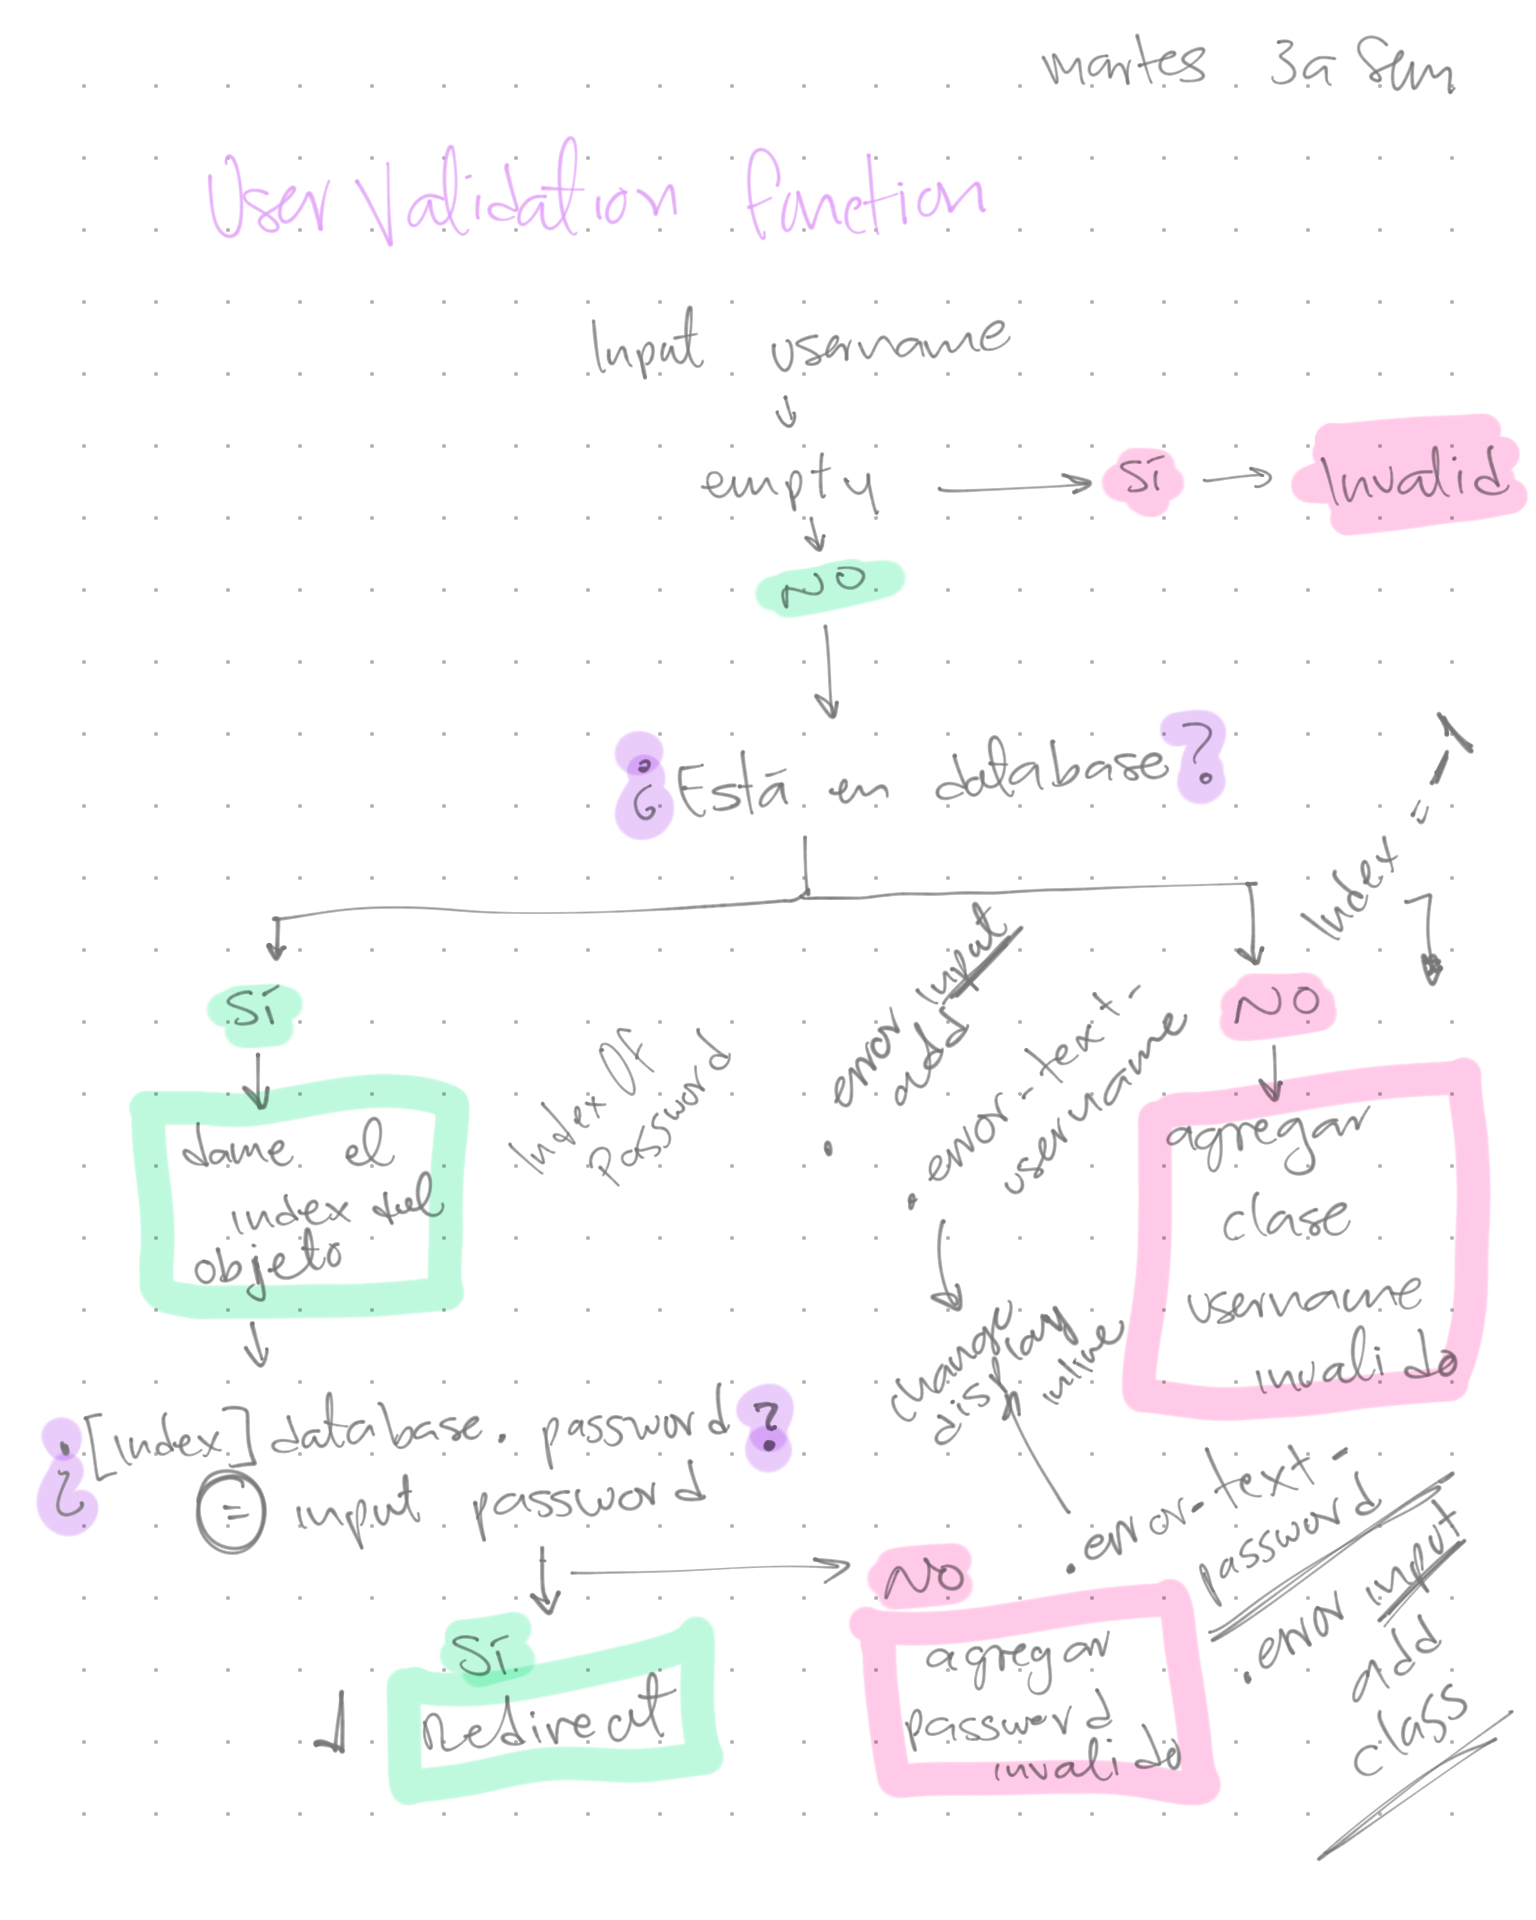 martes 3a Sem
User Validation function
Input username
empty
SÍ
Invalid
NO
¿Está en database?
Index = -1
SÍ
NO
dame el
index del
objeto
Index Of
password
. error input
add
. error-text-
username
change
display
inline
agregar
clase
username
invalido
¿[index] database. password?
= input password
SÍ
Redirect
NO
agregar
password
invalido
. error-text-
password
. error input
add
class